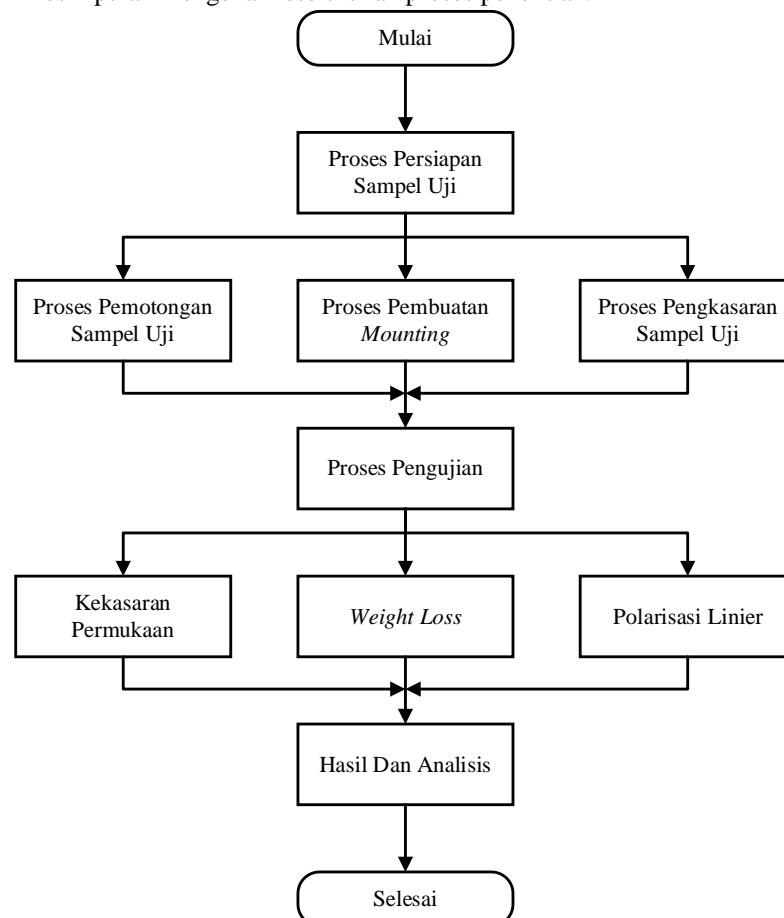 Mulai
Proses Persiapan
Sampel Uji
Proses Pemotongan
Sampel Uji
Proses Pembuatan
Mounting
Proses Pengkasaran
Sampel Uji
Proses Pengujian
Kekasaran
Permukaan
Weight Loss
Polarisasi Linier
Hasil Dan Analisis
Selesai